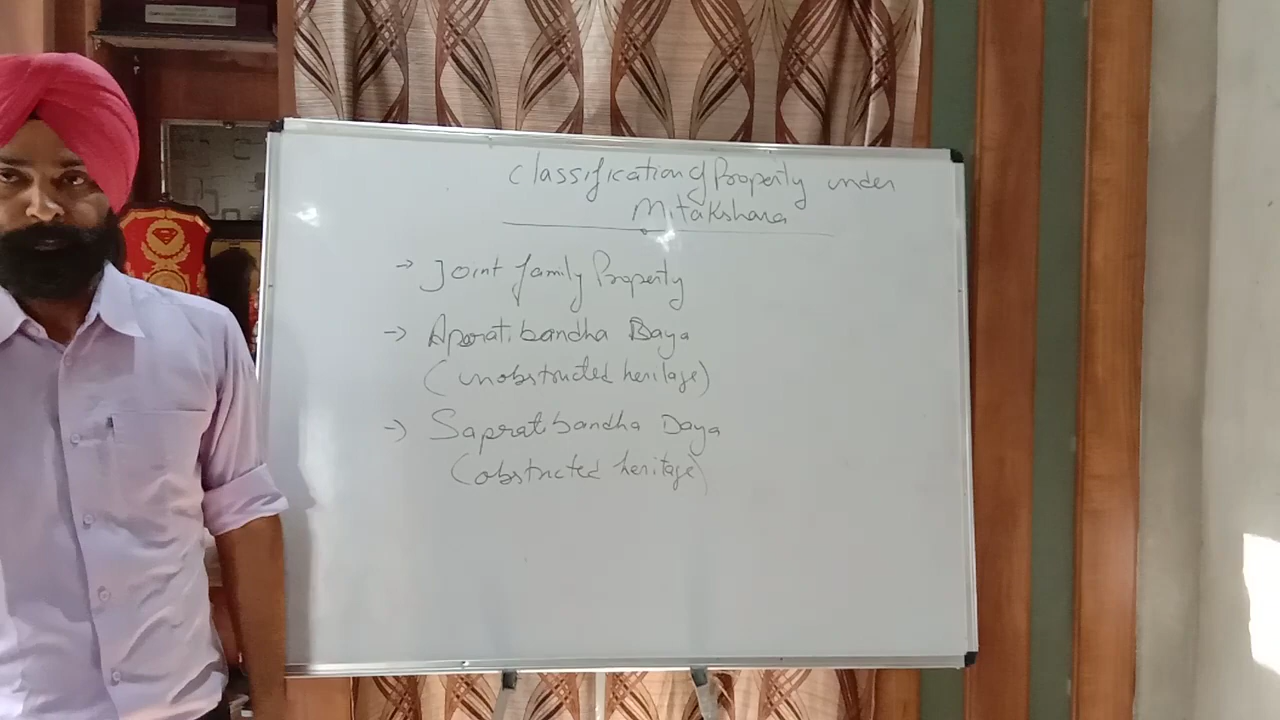 Classification of Property under
Mitakshara
→ Joint family Property
→ Apratibandha Daya
(unobstructed heritage)
→ Sapratibandha Daya
(obstructed heritage)